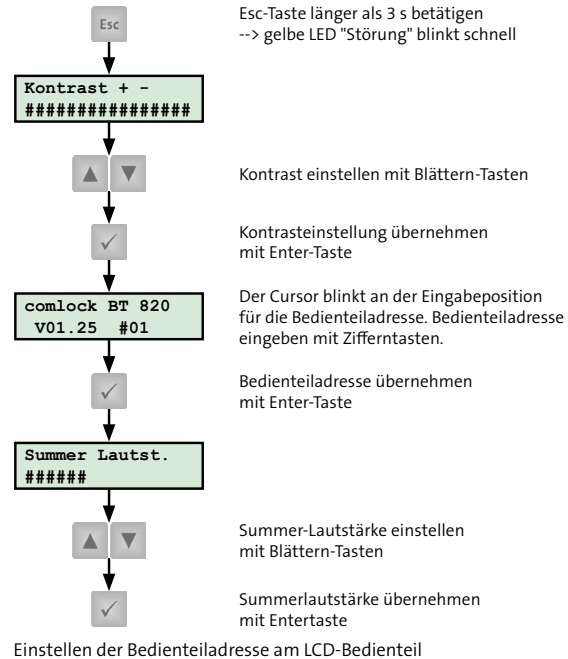 Esc
Esc-Taste länger als 3 s betätigen
--> gelbe LED "Störung" blinkt schnell
Kontrast + -
################
Kontrast einstellen mit Blättern-Tasten
Kontrasteinstellung übernehmen
mit Enter-Taste
comlock BT 820
V01.25 #01
Der Cursor blinkt an der Eingabeposition
für die Bedienteiladresse. Bedienteiladresse
eingeben mit Zifferntasten.
Bedienteiladresse übernehmen
mit Enter-Taste
Summer Lautst.
######
Summer-Lautstärke einstellen
mit Blättern-Tasten
Summerlautstärke übernehmen
mit Entertaste
Einstellen der Bedienteiladresse am LCD-Bedienteil